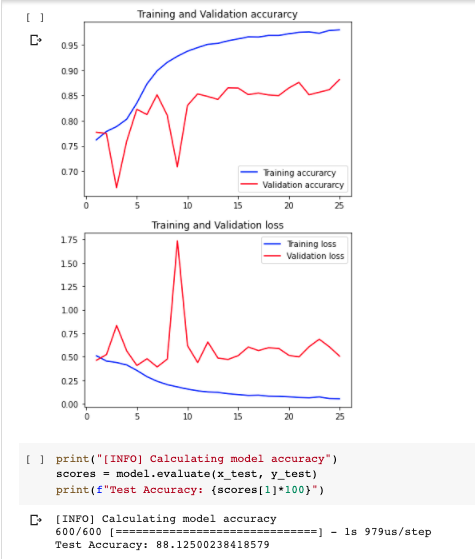 [ ]
Training and Validation accurarcy
0.95
0.90
0.85
0.80
0.75
0.70
Training accurarcy
Validation accurarcy
0 5 10 15 20 25
Training and Validation loss
1.75
1.50
1.25
1.00
0.75
0.50
0.25
0.00
Training loss
Validation loss
0 5 10 15 20 25
[ ] print("[INFO] Calculating model accuracy")
scores = model.evaluate(x_test, y_test)
print(f"Test Accuracy: {scores[1]*100}")
[INFO] Calculating model accuracy
600/600 [==============================] - 1s 979us/step
Test Accuracy: 88.12500238418579